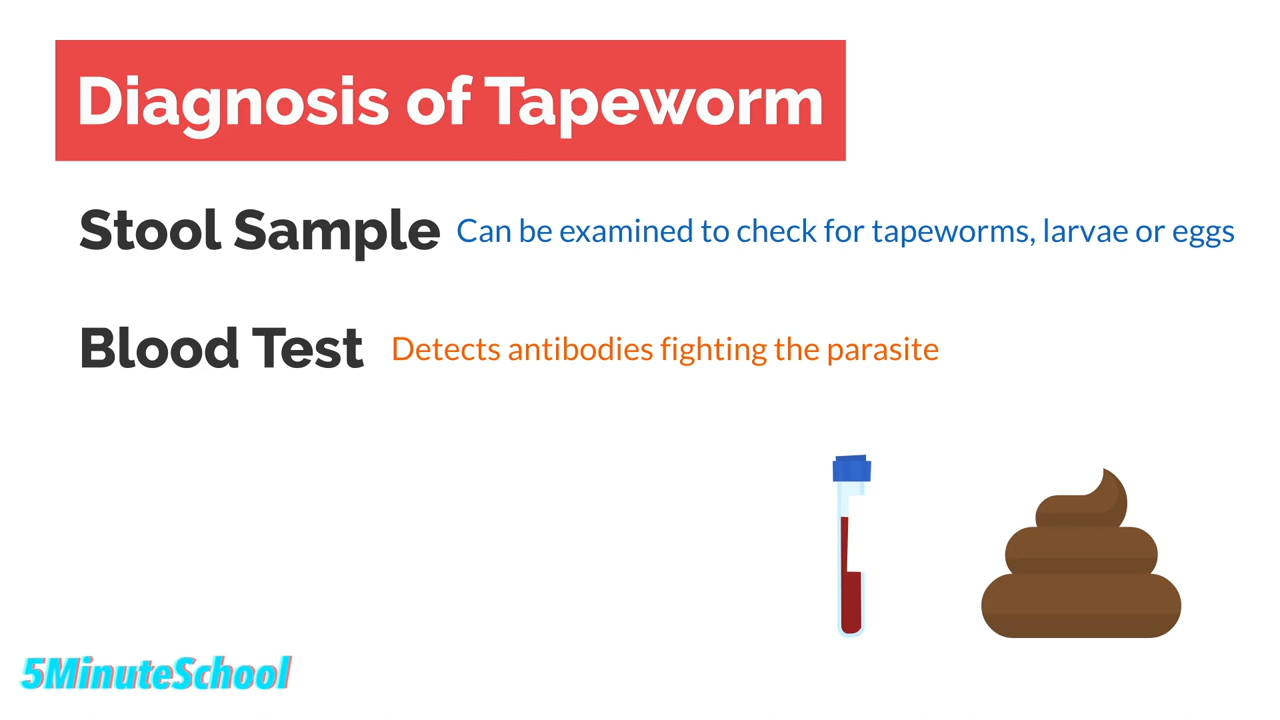 Diagnosis of Tapeworm
Stool Sample Can be examined to check for tapeworms, larvae or eggs
Blood Test Detects antibodies fighting the parasite
5MinuteSchool